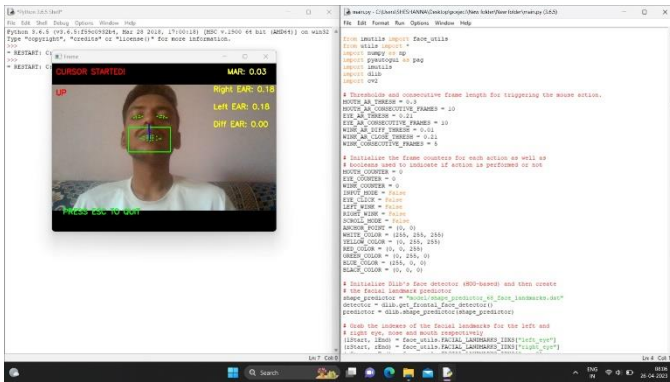 *Python 3.6.5 Shell*
File Edit Shell Debug Options Window Help
Python 3.6.5 (v3.6.5:f59c0932b4, Mar 28 2018, 17:00:18) [MSC v.1900 64 bit (AMD64)] on win32
Type "copyright", "credits" or "license()" for more information.
>>>
= RESTART:
>>>
= RESTART:
Frame
CURSOR STARTED!
MAR: 0.03
UP
Right EAR: 0.18
Left EAR: 0.18
Diff EAR: 0.00
PRESS ESC TO QUIT
File Edit Format Run Options Window Help
from imutils import face_utils
from utils import *
import numpy as np
import pyautogui as pag
import imutils
import dlib
import cv2
# Thresholds and consecutive frame length for triggering the mouse action.
MOUTH_AR_THRESH = 0.3
MOUTH_AR_CONSECUTIVE_FRAMES = 10
EYE_AR_THRESH = 0.21
EYE_AR_CONSECUTIVE_FRAMES = 10
WINK_AR_DIFF_THRESH = 0.01
WINK_AR_CLOSE_THRESH = 0.21
WINK_CONSECUTIVE_FRAMES = 5
# Initialize the frame counters for each action as well as
# booleans used to indicate if action is performed or not
MOUTH_COUNTER = 0
EYE_COUNTER = 0
WINK_COUNTER = 0
INPUT_MODE = False
EYE_CLICK = False
LEFT_WINK = False
RIGHT_WINK = False
SCROLL_MODE = False
ANCHOR_POINT = (0, 0)
WHITE_COLOR = (255, 255, 255)
YELLOW_COLOR = (0, 255, 255)
RED_COLOR = (0, 0, 255)
GREEN_COLOR = (0, 255, 0)
BLUE_COLOR = (255, 0, 0)
BLACK_COLOR = (0, 0, 0)
# Initialize Dlib's face detector (HOG-based) and then create
# the facial landmark predictor
shape_predictor = "model/shape_predictor_68_face_landmarks.dat"
detector = dlib.get_frontal_face_detector()
predictor = dlib.shape_predictor(shape_predictor)
# Grab the indexes of the facial landmarks for the left and
# right eye, nose and mouth respectively
(lStart, lEnd) = face_utils.FACIAL_LANDMARKS_IDXS["left_eye"]
(rStart, rEnd) = face_utils.FACIAL_LANDMARKS_IDXS["right_eye"]
Search
ENG
IN
26-04-2023